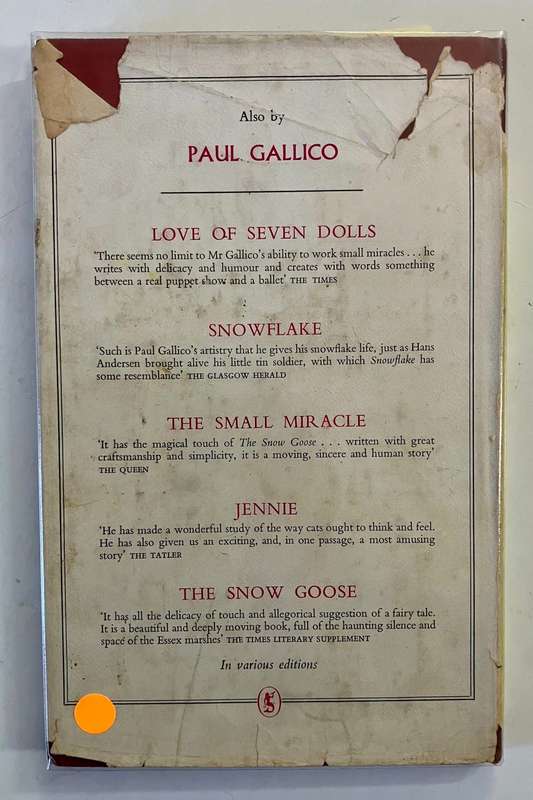 Also by
PAUL GALLICO
LOVE OF SEVEN DOLLS
'There seems no limit to Mr Gallico's ability to work small miracles . . . he
writes with delicacy and humour and creates with words something
between a real puppet show and a ballet' THE TIMES
SNOWFLAKE
'Such is Paul Gallico's artistry that he gives his snowflake life, just as Hans
Andersen brought alive his little tin soldier, with which Snowflake has
some resemblance' THE GLASGOW HERALD
THE SMALL MIRACLE
'It has the magical touch of The Snow Goose . . . written with great
craftsmanship and simplicity, it is a moving, sincere and human story'
THE QUEEN
JENNIE
'He has made a wonderful study of the way cats ought to think and feel.
He has also given us an exciting, and, in one passage, a most amusing
story' THE TATLER
THE SNOW GOOSE
'It has all the delicacy of touch and allegorical suggestion of a fairy tale.
It is a beautiful and deeply moving book, full of the haunting silence and
space of the Essex marshes' THE TIMES LITERARY SUPPLEMENT
In various editions